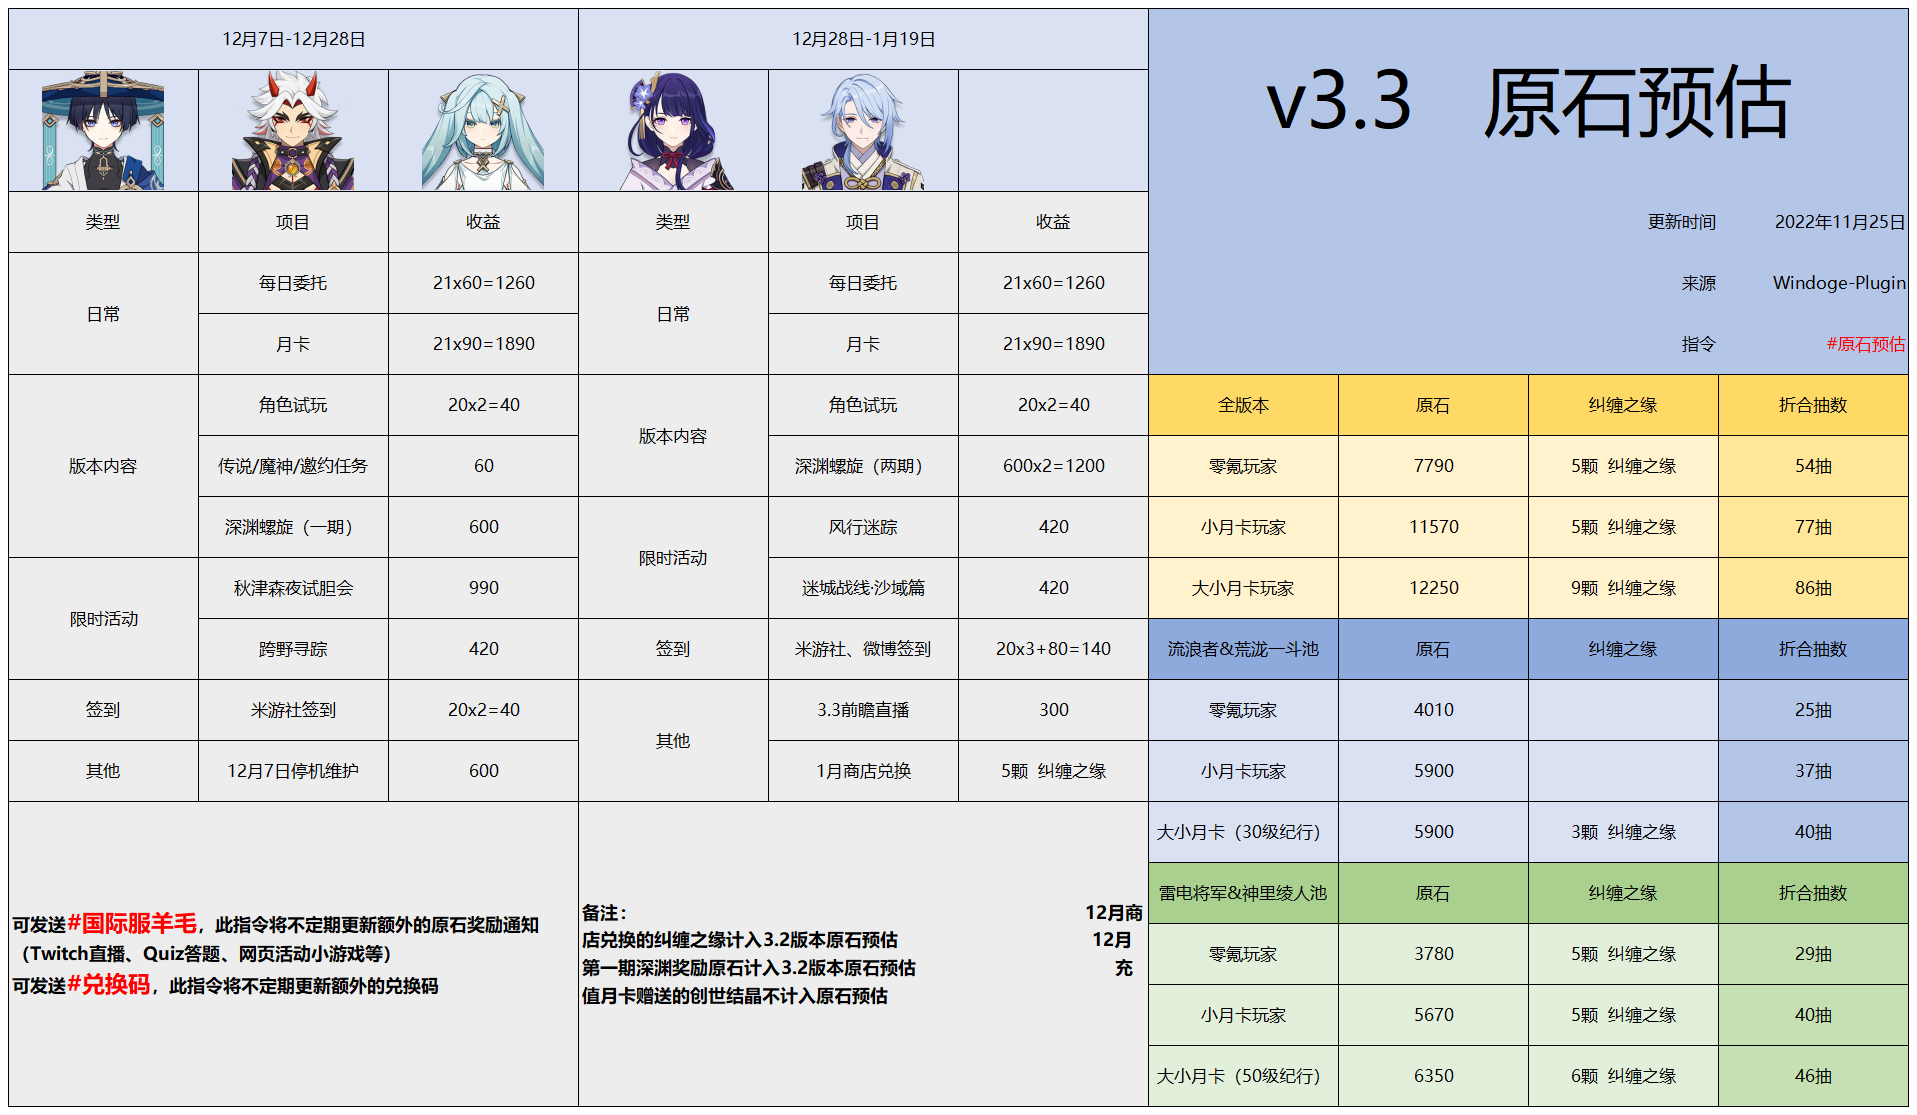 12月7日-12月28日
12月28日-1月19日
v3.3 原石预估
更新时间 2022年11月25日
来源 Windoge-Plugin
指令 #原石预估
类型 项目 收益
日常
每日委托 21x60=1260
月卡 21x90=1890
版本内容
角色试玩 20x2=40
传说/魔神/邀约任务 60
深渊螺旋（一期） 600
限时活动
秋津森夜试胆会 990
跨野寻踪 420
签到 米游社签到 20x2=40
其他 12月7日停机维护 600
可发送#国际服羊毛，此指令将不定期更新额外的原石奖励通知
（Twitch直播、Quiz答题、网页活动小游戏等）
可发送#兑换码，此指令将不定期更新额外的兑换码
类型 项目 收益
日常
每日委托 21x60=1260
月卡 21x90=1890
版本内容
角色试玩 20x2=40
深渊螺旋（两期） 600x2=1200
限时活动
风行迷踪 420
迷城战线·沙域篇 420
签到 米游社、微博签到 20x3+80=140
其他
3.3前瞻直播 300
1月商店兑换 5颗 纠缠之缘
备注： 12月商
店兑换的纠缠之缘计入3.2版本原石预估 12月
第一期深渊奖励原石计入3.2版本原石预估 充
值月卡赠送的创世结晶不计入原石预估
全版本 原石 纠缠之缘 折合抽数
零氪玩家 7790 5颗 纠缠之缘 54抽
小月卡玩家 11570 5颗 纠缠之缘 77抽
大小月卡玩家 12250 9颗 纠缠之缘 86抽
流浪者&荒泷一斗池 原石 纠缠之缘 折合抽数
零氪玩家 4010 25抽
小月卡玩家 5900 37抽
大小月卡（30级纪行） 5900 3颗 纠缠之缘 40抽
雷电将军&神里绫人池 原石 纠缠之缘 折合抽数
零氪玩家 3780 5颗 纠缠之缘 29抽
小月卡玩家 5670 5颗 纠缠之缘 40抽
大小月卡（50级纪行） 6350 6颗 纠缠之缘 46抽